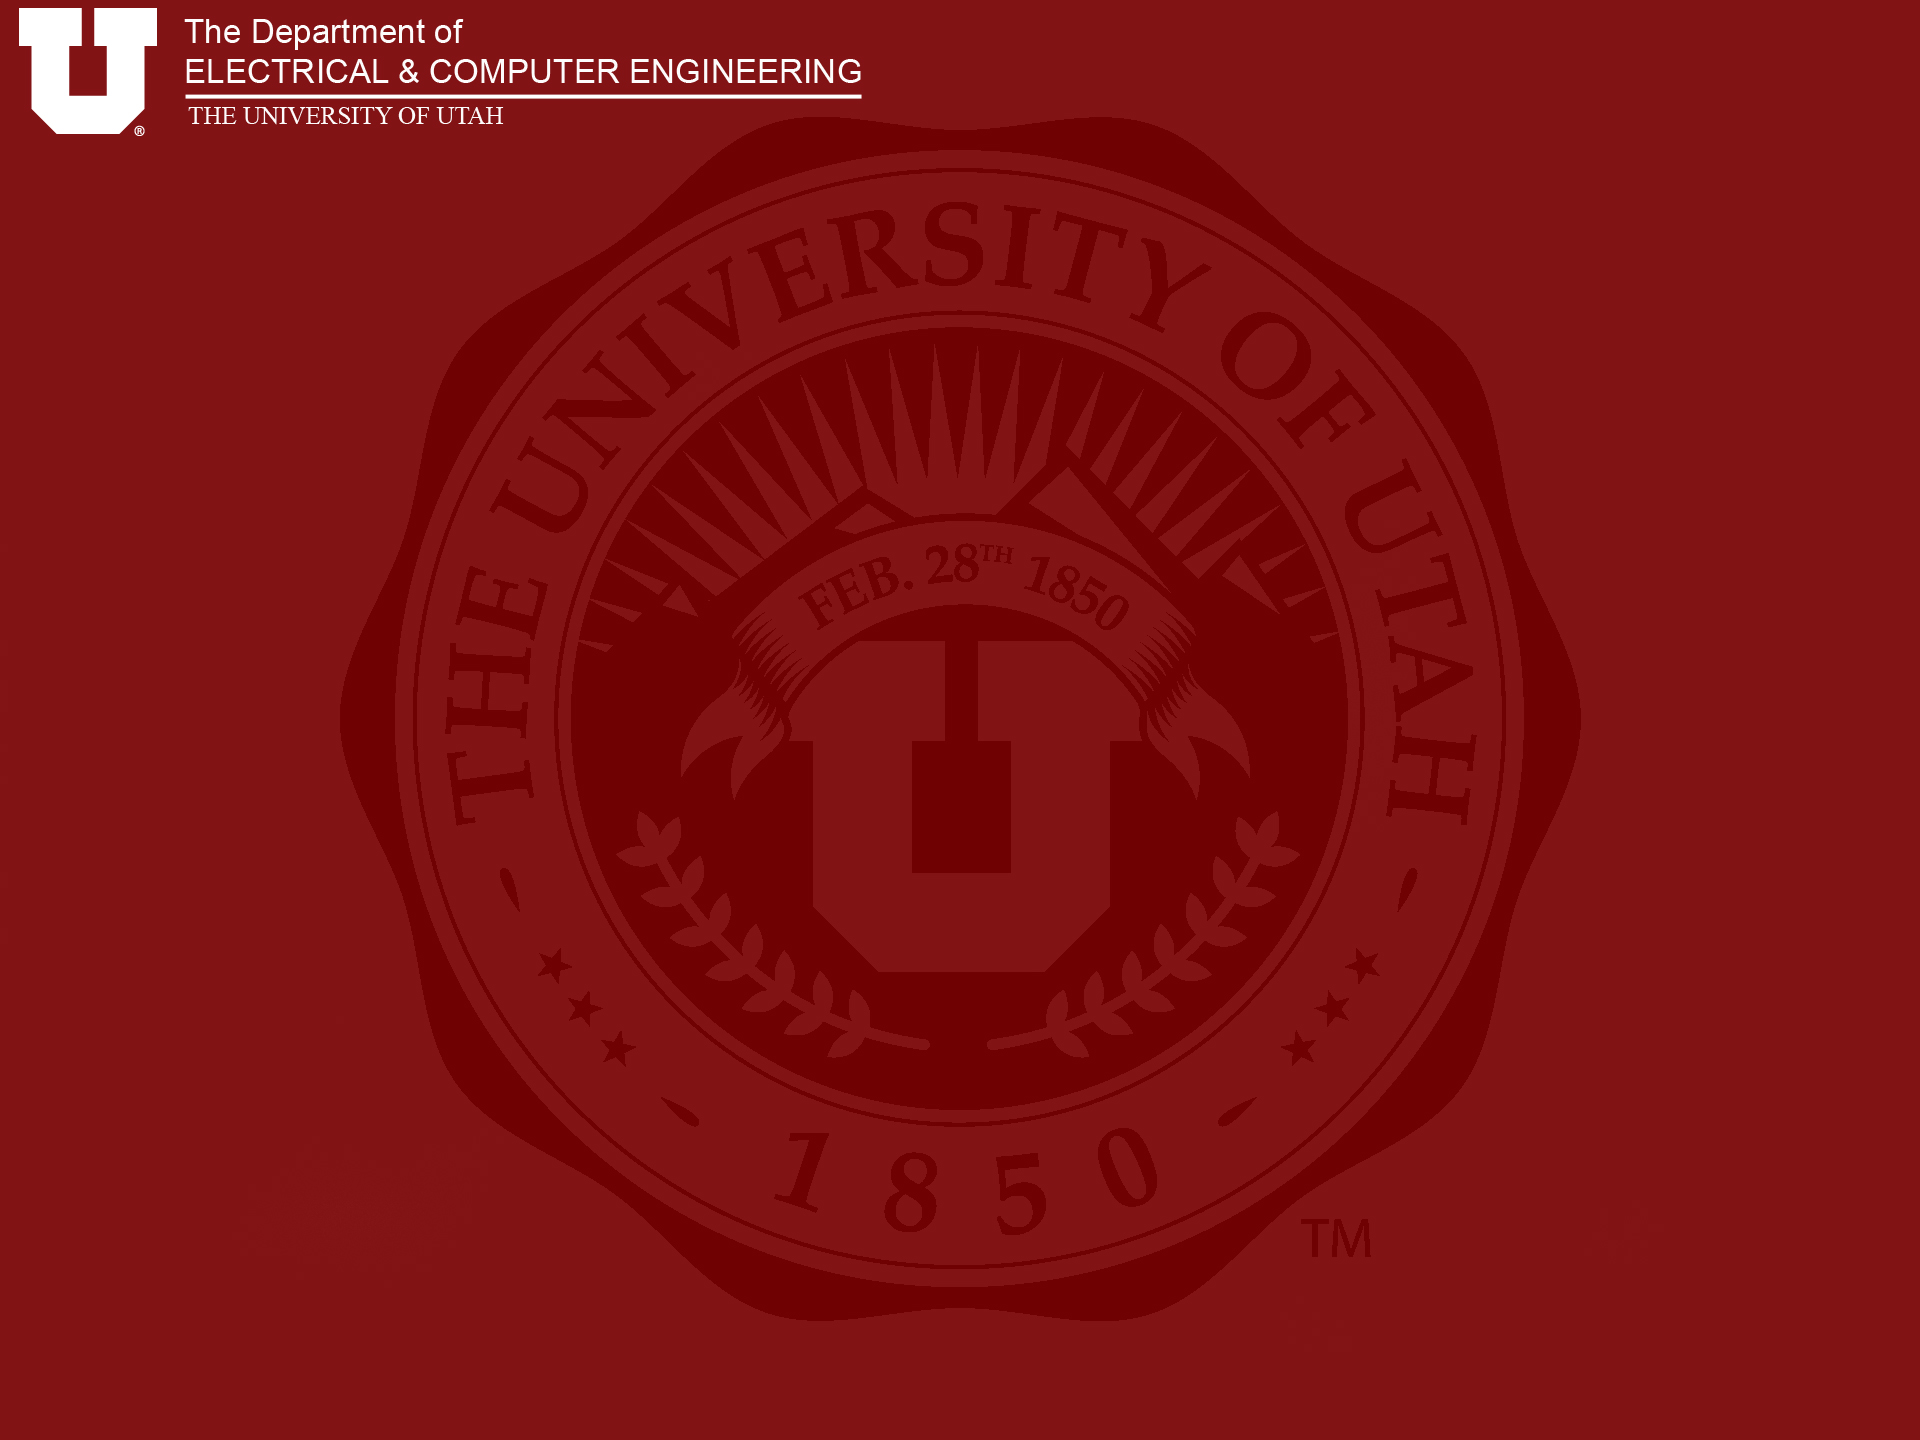 The Department of
ELECTRICAL & COMPUTER ENGINEERING
THE UNIVERSITY OF UTAH
U®
THE UNIVERSITY OF UTAH
FEB. 28TH 1850
U
1850
TM